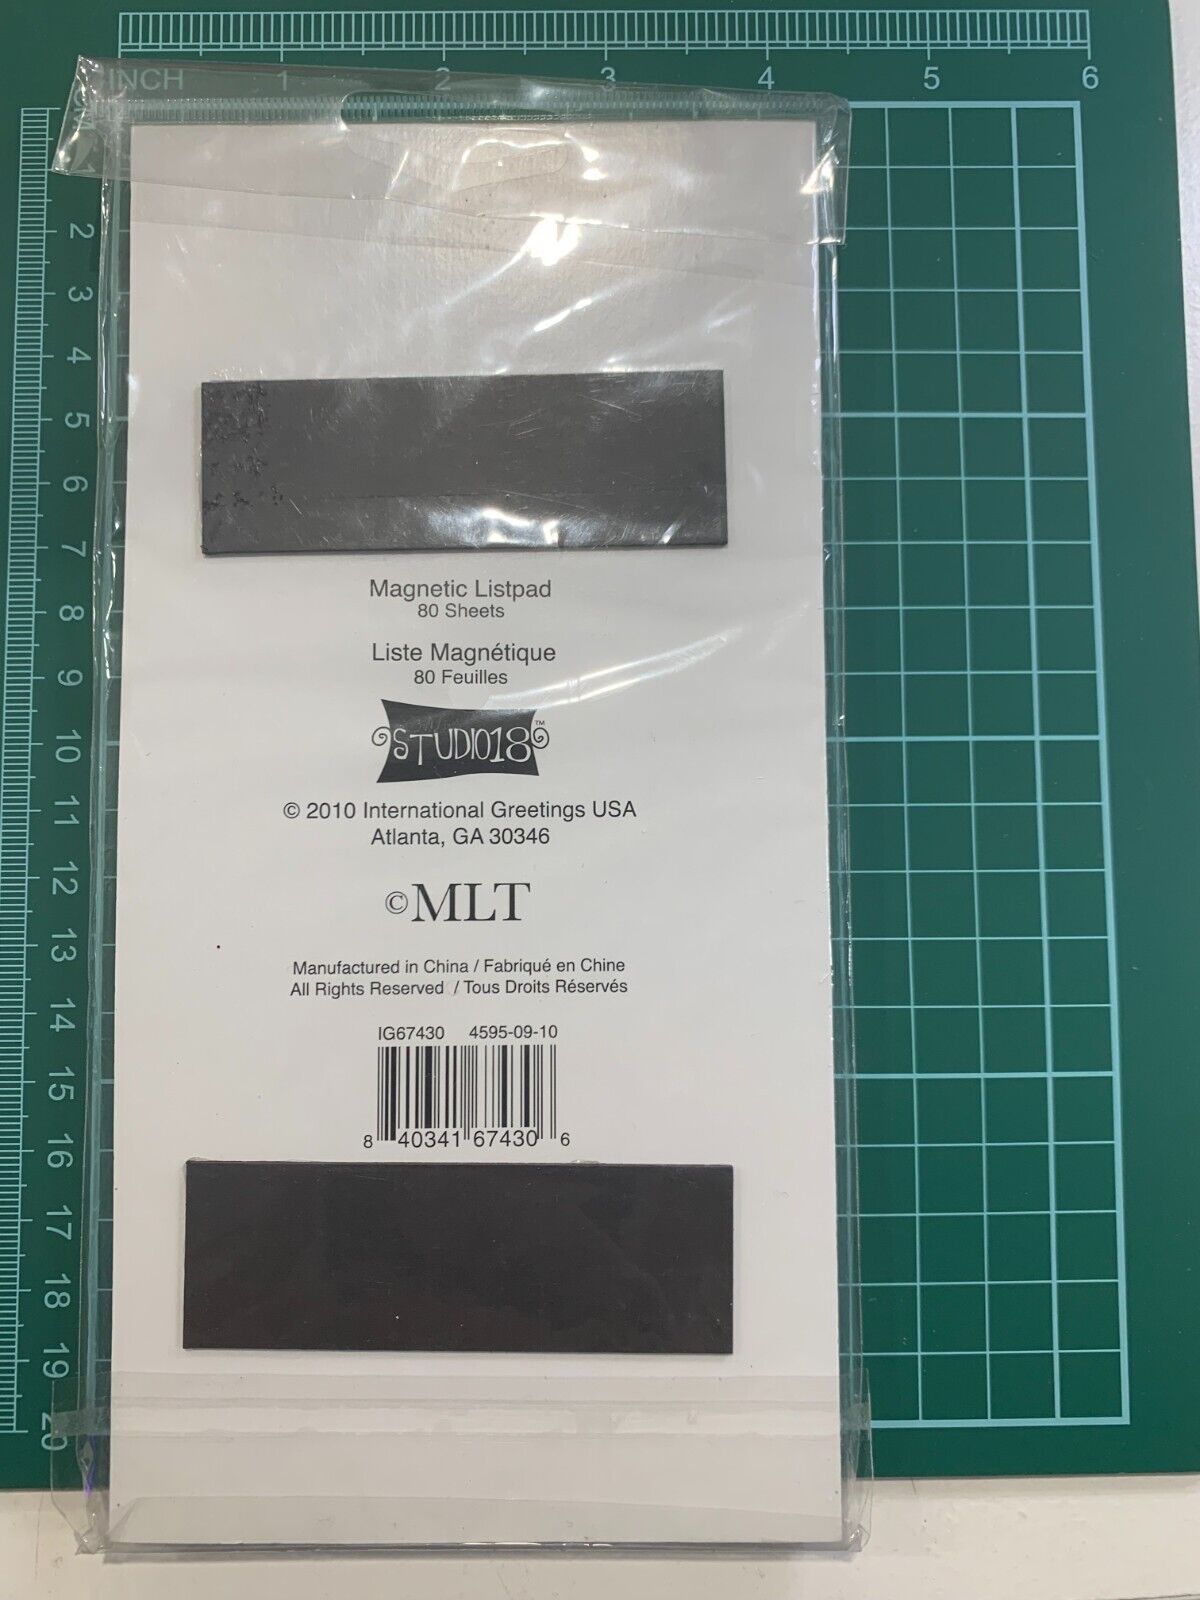 INCH 1 2 3 4 5 6
CM
2
3
4
5
6
7
8
9
10
11
12
13
14
15
16
17
18
19
20
Magnetic Listpad
80 Sheets
Liste Magnétique
80 Feuilles
STUDIO18™
© 2010 International Greetings USA
Atlanta, GA 30346
©MLT
Manufactured in China / Fabriqué en Chine
All Rights Reserved / Tous Droits Réservés
IG67430 4595-09-10
8 40341 67430 6